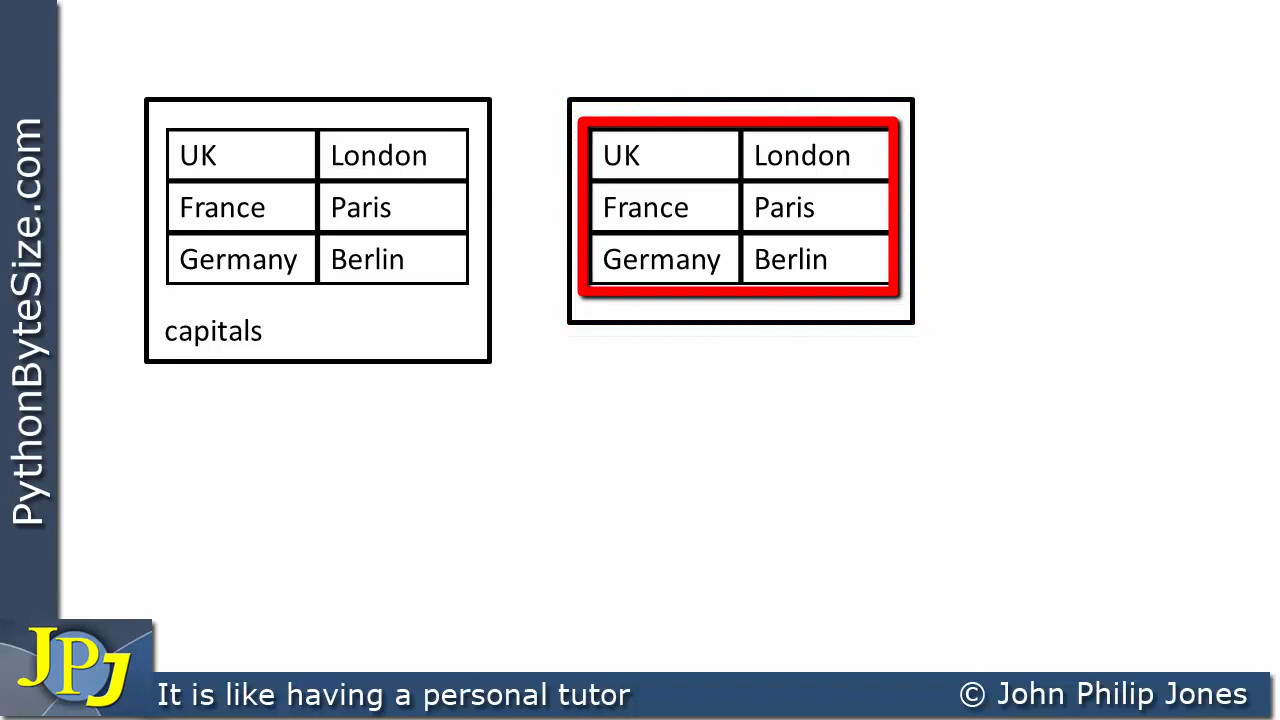 PythonByteSize.com
UK London
France Paris
Germany Berlin
capitals
UK London
France Paris
Germany Berlin
JPJ
It is like having a personal tutor
© John Philip Jones